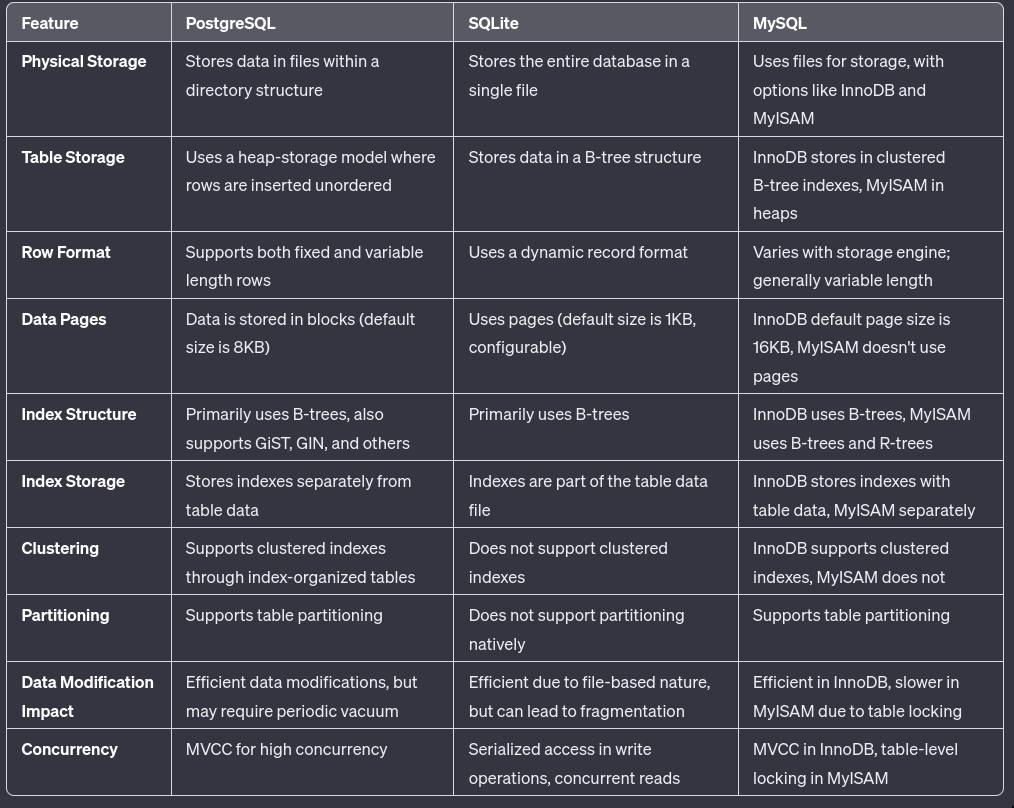 Feature PostgreSQL SQLite MySQL
Physical Storage
Stores data in files within a
directory structure
Stores the entire database in a
single file
Uses files for storage, with
options like InnoDB and
MyISAM
Table Storage
Uses a heap-storage model where
rows are inserted unordered
Stores data in a B-tree structure
InnoDB stores in clustered
B-tree indexes, MyISAM in
heaps
Row Format
Supports both fixed and variable
length rows
Uses a dynamic record format
Varies with storage engine;
generally variable length
Data Pages
Data is stored in blocks (default
size is 8KB)
Uses pages (default size is 1KB,
configurable)
InnoDB default page size is
16KB, MyISAM doesn't use
pages
Index Structure
Primarily uses B-trees, also
supports GiST, GIN, and others
Primarily uses B-trees
InnoDB uses B-trees, MyISAM
uses B-trees and R-trees
Index Storage
Stores indexes separately from
table data
Indexes are part of the table data
file
InnoDB stores indexes with
table data, MyISAM separately
Clustering
Supports clustered indexes
through index-organized tables
Does not support clustered
indexes
InnoDB supports clustered
indexes, MyISAM does not
Partitioning
Supports table partitioning
Does not support partitioning
natively
Supports table partitioning
Data Modification
Impact
Efficient data modifications, but
may require periodic vacuum
Efficient due to file-based nature,
but can lead to fragmentation
Efficient in InnoDB, slower in
MyISAM due to table locking
Concurrency
MVCC for high concurrency
Serialized access in write
operations, concurrent reads
MVCC in InnoDB, table-level
locking in MyISAM